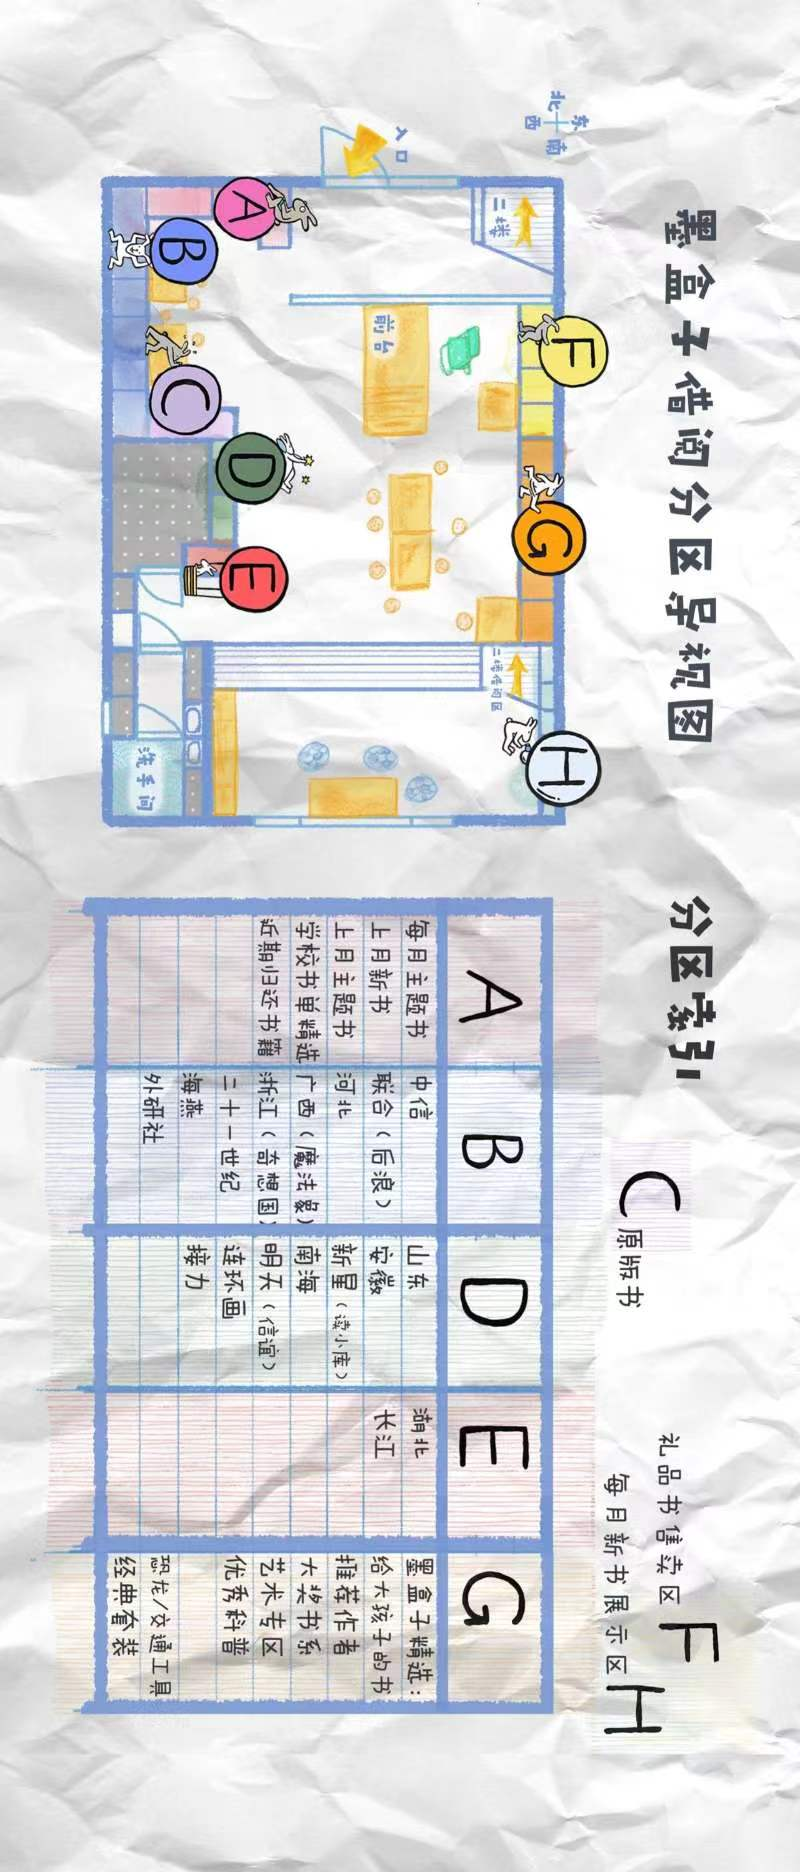 墨盒子借阅分区导视图
北
东
南
西
入口
二楼
前台
二楼借阅区
洗手间
A
B
C
D
E
F
G
H
分区索引
C 原版书
礼品书售卖区 F
每月新书展示区 H
A
每月主题书
上月新书
上月主题书
学校书单精选
近期归还书籍
B
中信
联合（后浪）
河北
广西（魔法象）
浙江（奇想国）
二十一世纪
海燕
外研社
D
山东
安徽
新星（读小库）
南海
明天（信谊）
连环画
接力
E
湖北
长江
G
墨盒子精选：
给大孩子的书
推荐作者
大奖书系
艺术专区
优秀科普
恐龙/交通工具
经典套装